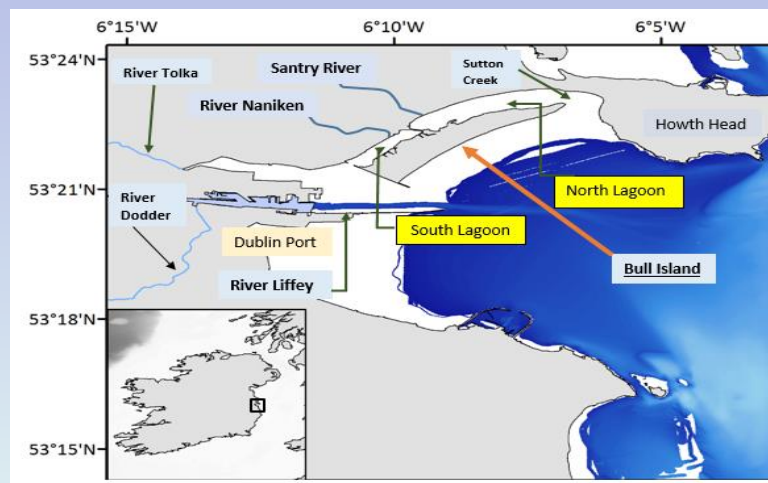 6°15'W
6°10'W
6°5'W
53°24'N
River Tolka
Santry River
Sutton
Creek
River Naniken
Howth Head
53°21'N
North Lagoon
River
Dodder
Dublin Port
South Lagoon
River Liffey
Bull Island
53°18'N
53°15'N